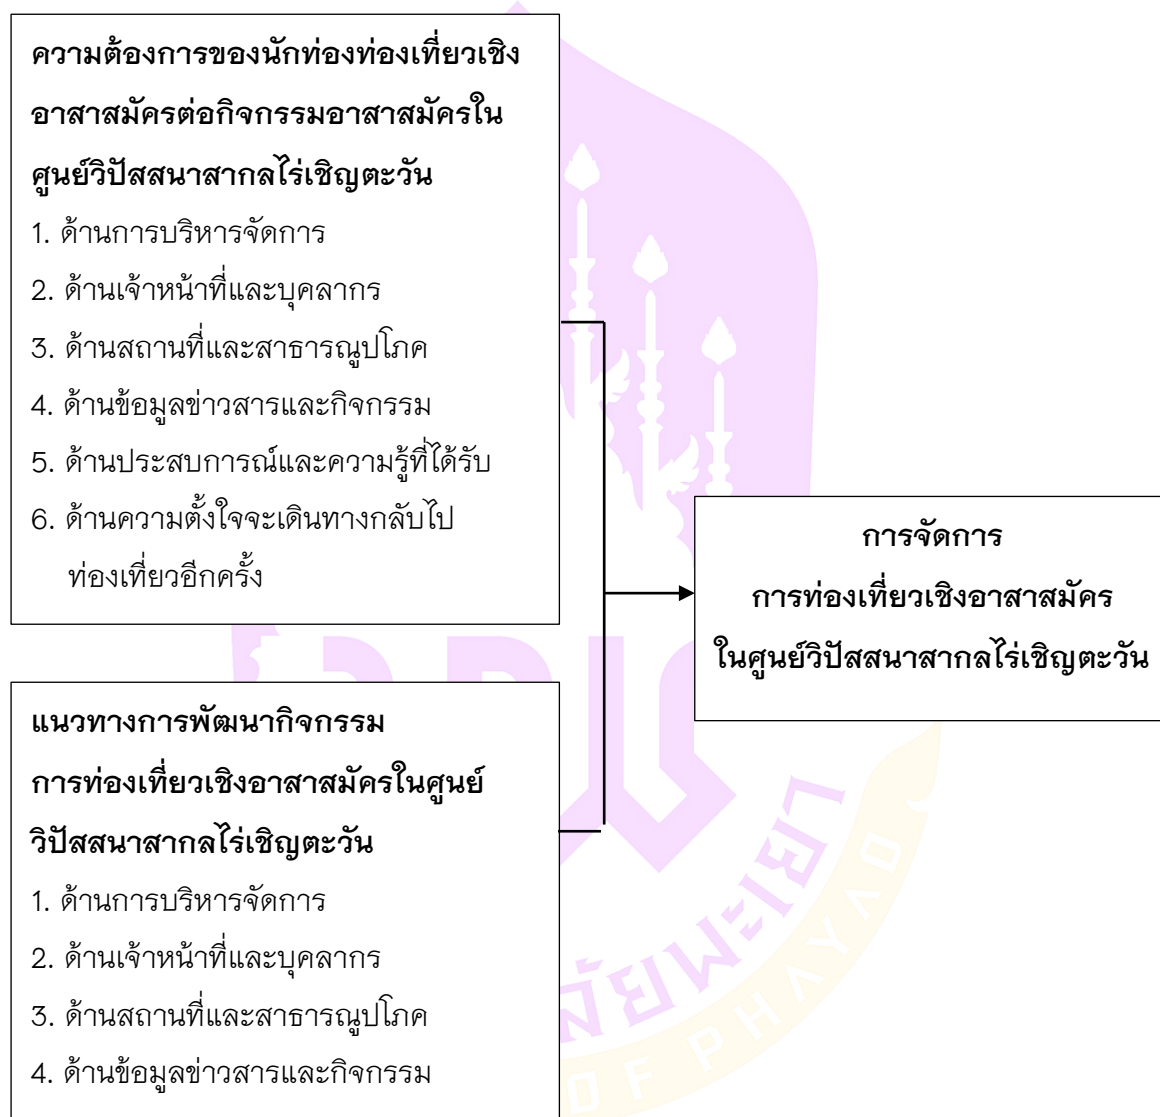 ความต้องการของนักท่องท่องเที่ยวเชิง
อาสาสมัครต่อกิจกรรมอาสาสมัครใน
ศูนย์วิปัสสนาสากลไร่เชิญตะวัน
1. ด้านการบริหารจัดการ
2. ด้านเจ้าหน้าที่และบุคลากร
3. ด้านสถานที่และสาธารณูปโภค
4. ด้านข้อมูลข่าวสารและกิจกรรม
5. ด้านประสบการณ์และความรู้ที่ได้รับ
6. ด้านความตั้งใจจะเดินทางกลับไป
ท่องเที่ยวอีกครั้ง
แนวทางการพัฒนากิจกรรม
การท่องเที่ยวเชิงอาสาสมัครในศูนย์
วิปัสสนาสากลไร่เชิญตะวัน
1. ด้านการบริหารจัดการ
2. ด้านเจ้าหน้าที่และบุคลากร
3. ด้านสถานที่และสาธารณูปโภค
4. ด้านข้อมูลข่าวสารและกิจกรรม
การจัดการ
การท่องเที่ยวเชิงอาสาสมัคร
ในศูนย์วิปัสสนาสากลไร่เชิญตะวัน
OF PHAYAO